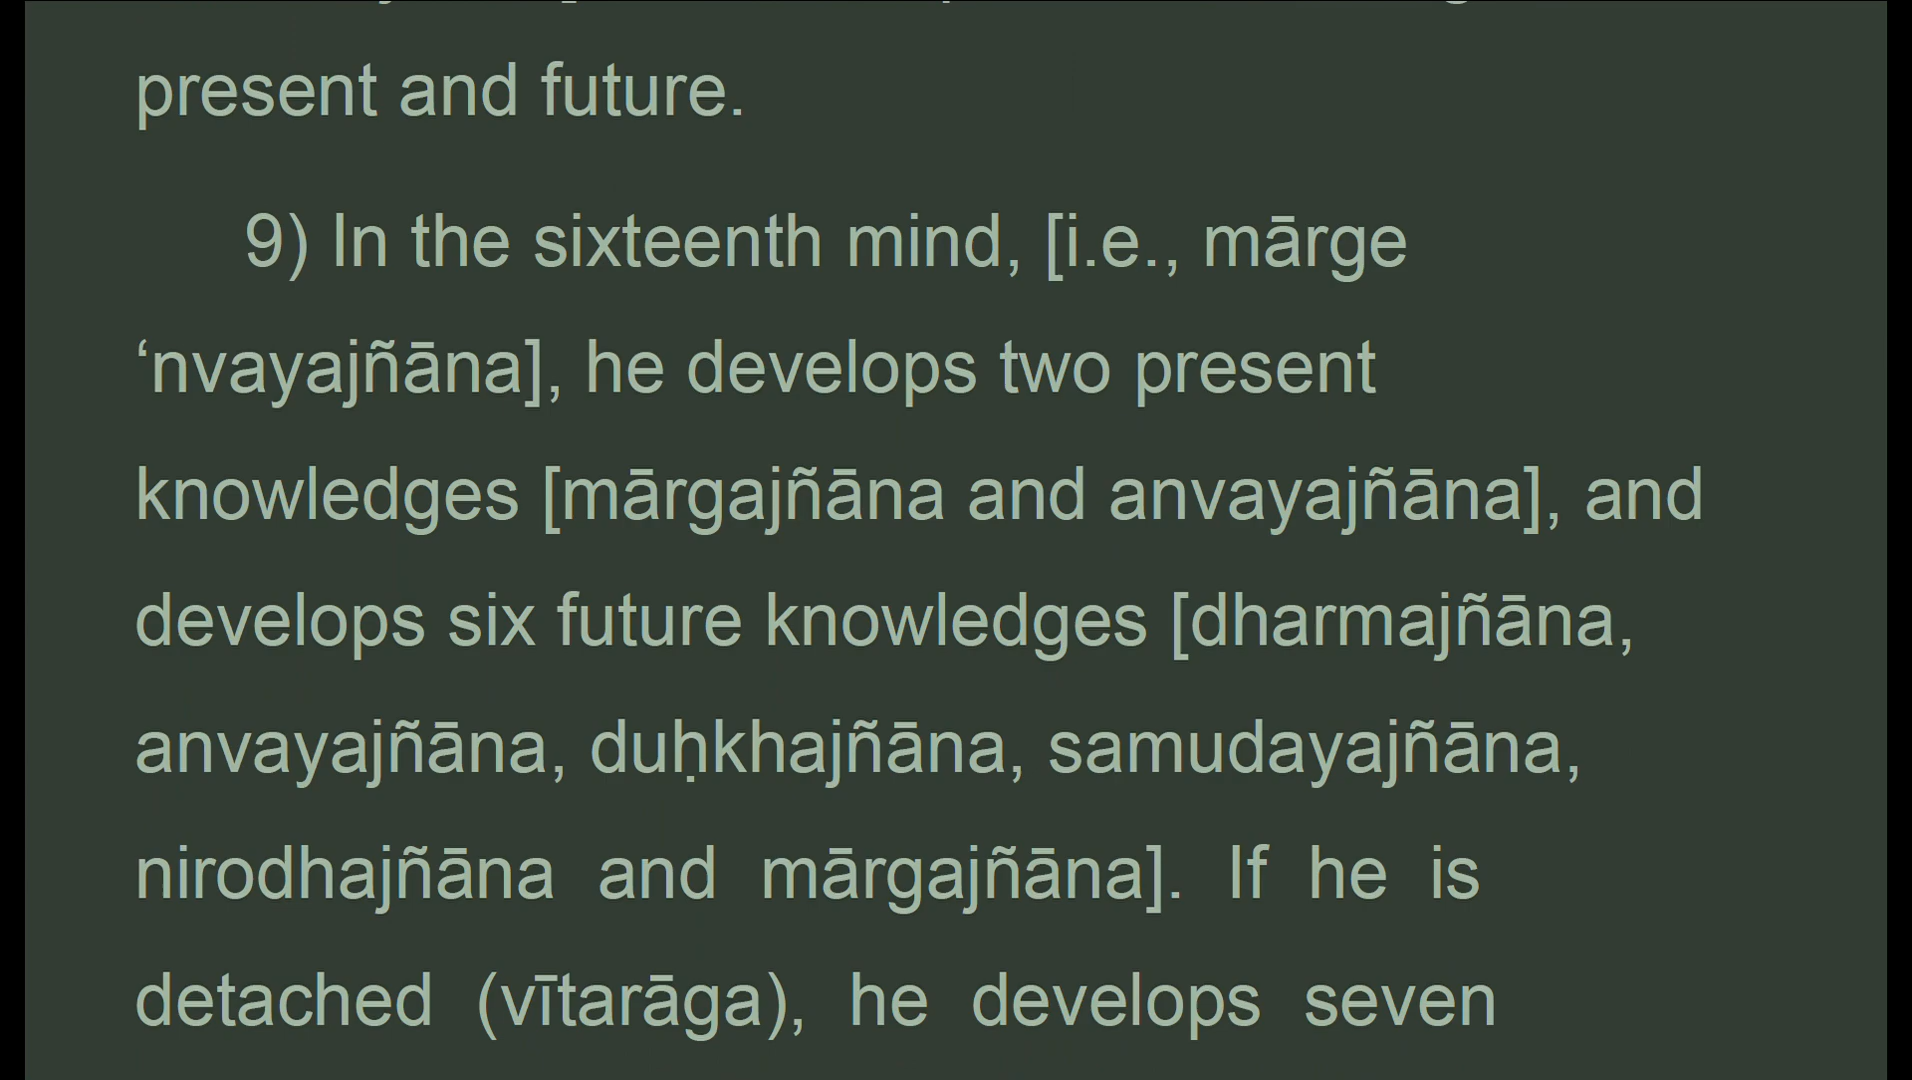 present and future.
9) In the sixteenth mind, [i.e., mārge
‘nvayajñāna], he develops two present
knowledges [mārgajñāna and anvayajñāna], and
develops six future knowledges [dharmajñāna,
anvayajñāna, duḥkhajñāna, samudayajñāna,
nirodhajñāna and mārgajñāna]. If he is
detached (vītarāga), he develops seven